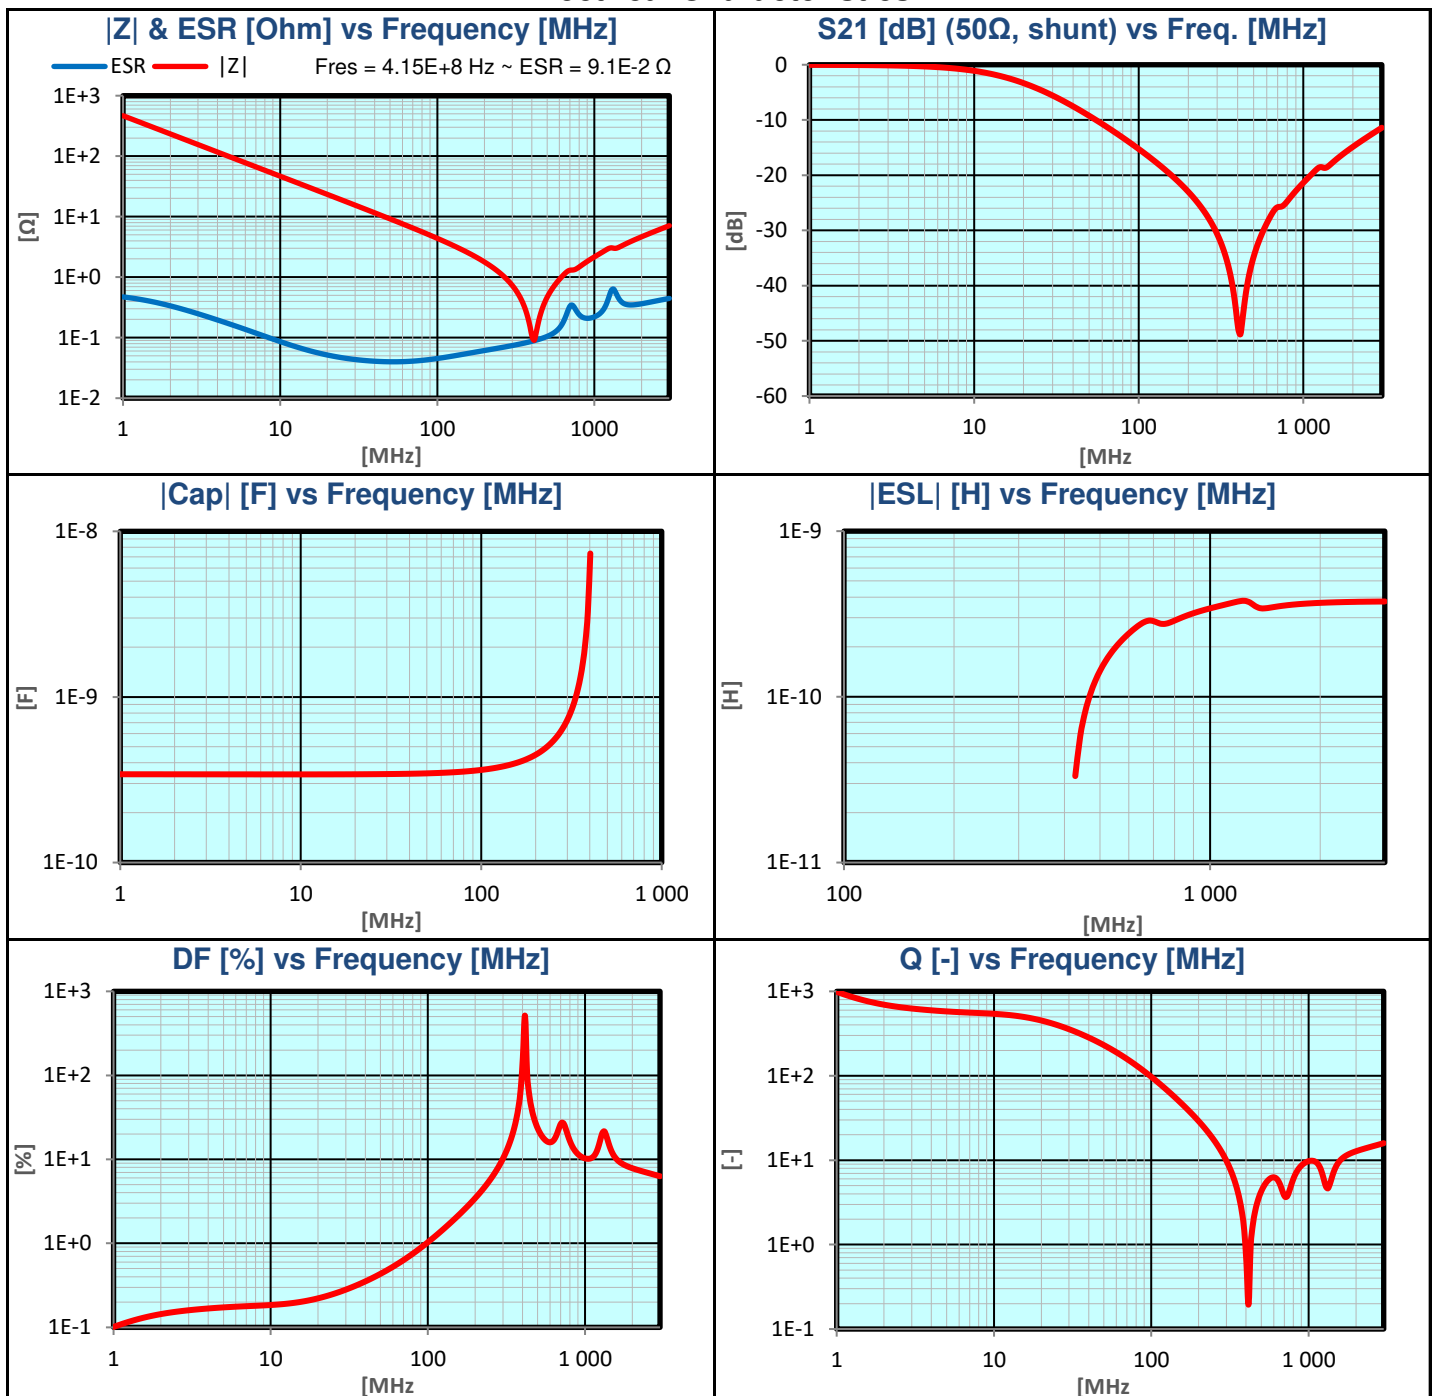 |Z| & ESR [Ohm] vs Frequency [MHz]
ESR |Z| Fres = 4.15E+8 Hz ~ ESR = 9.1E-2 Ω
1E+3
1E+2
1E+1
1E+0
1E-1
1E-2
[Ω]
1 10 100 1000
[MHz]
S21 [dB] (50Ω, shunt) vs Freq. [MHz]
0
-10
-20
-30
-40
-50
-60
[dB]
1 10 100 1 000
[MHz
|Cap| [F] vs Frequency [MHz]
1E-8
1E-9
1E-10
[F]
1 10 100 1 000
[MHz]
|ESL| [H] vs Frequency [MHz]
1E-9
1E-10
1E-11
[H]
100 1 000
[MHz]
DF [%] vs Frequency [MHz]
1E+3
1E+2
1E+1
1E+0
1E-1
[%]
1 10 100 1 000
[MHz
Q [-] vs Frequency [MHz]
1E+3
1E+2
1E+1
1E+0
1E-1
[-]
1 10 100 1 000
[MHz